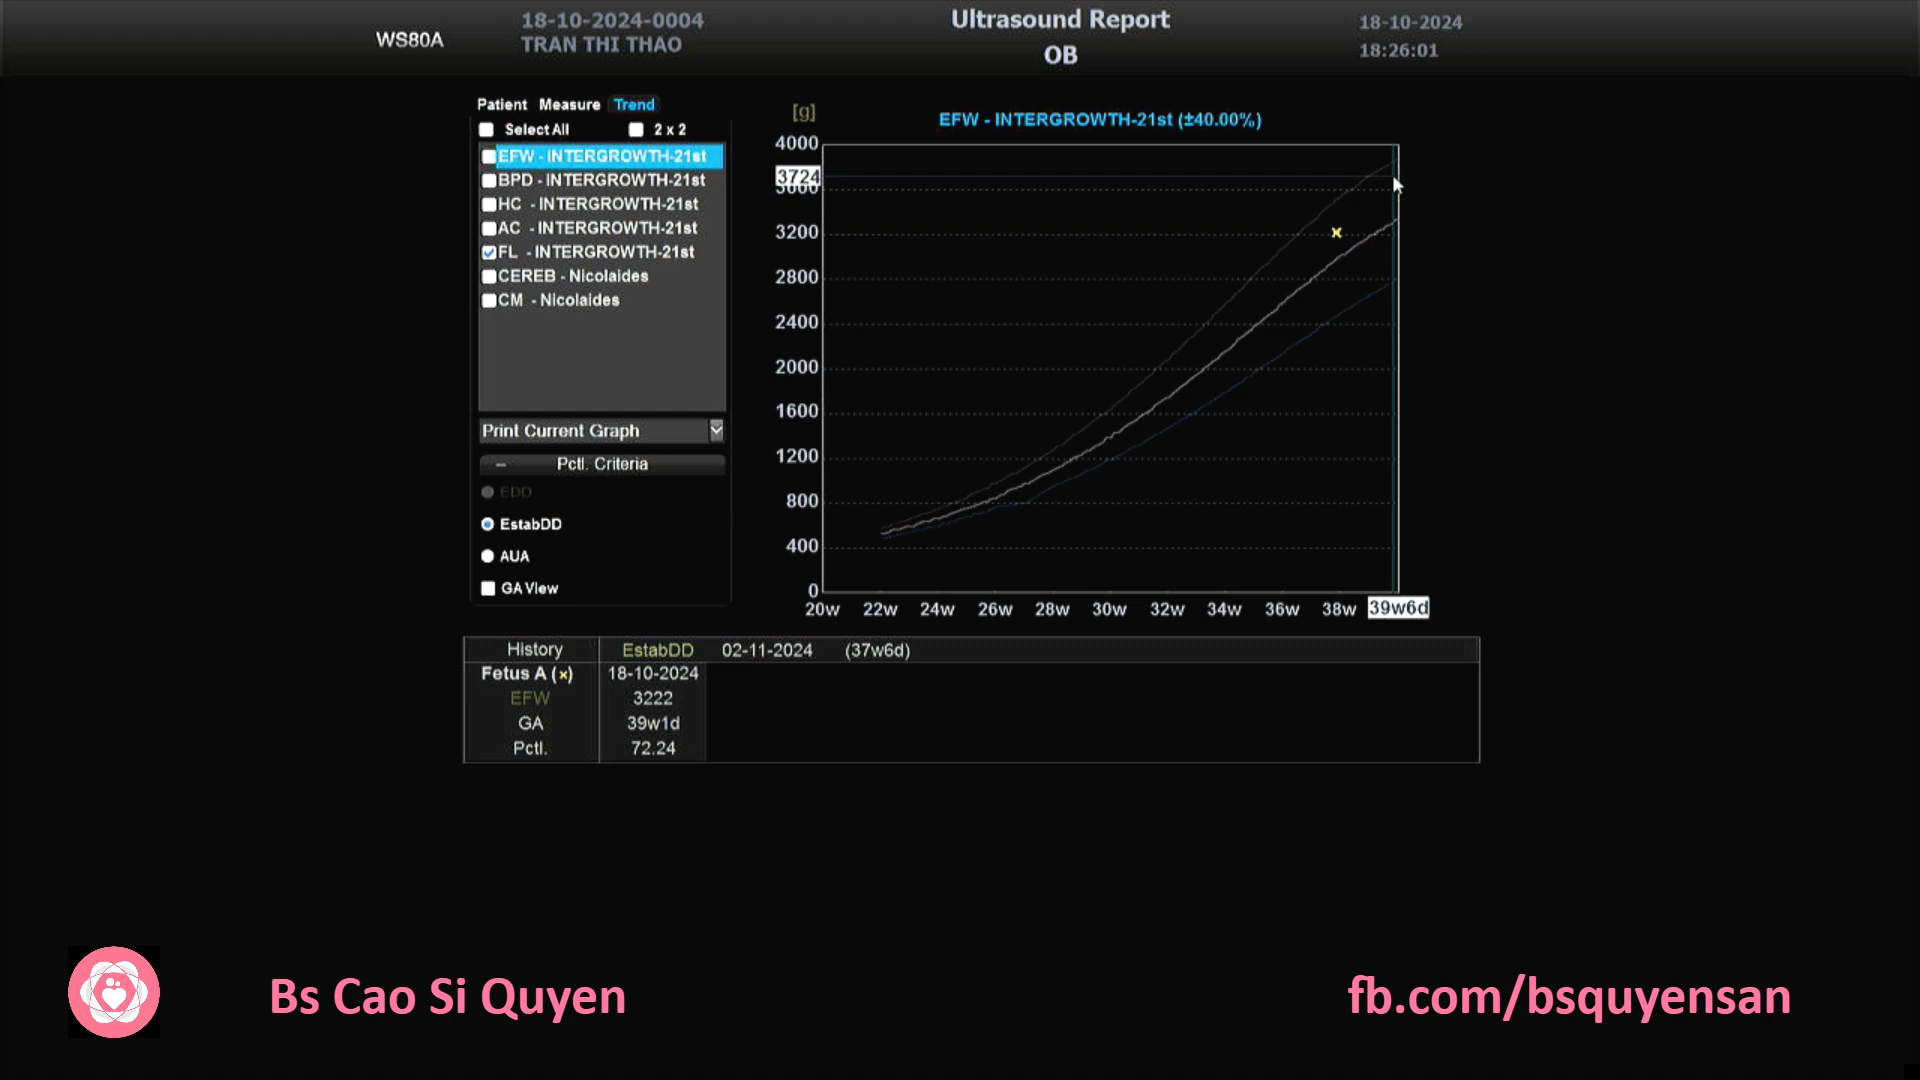 WS80A
18-10-2024-0004
TRAN THI THAO
Ultrasound Report
OB
18-10-2024
18:26:01
Patient Measure Trend
Select All 2 x 2
EFW - INTERGROWTH-21st
BPD - INTERGROWTH-21st
HC - INTERGROWTH-21st
AC - INTERGROWTH-21st
FL - INTERGROWTH-21st
CEREB - Nicolaides
CM - Nicolaides
Print Current Graph
-- Pctl. Criteria
EDD
EstabDD
AUA
GA View
[g]
EFW - INTERGROWTH-21st (±40.00%)
4000
3724
3200
2800
2400
2000
1600
1200
800
400
0
20w 22w 24w 26w 28w 30w 32w 34w 36w 38w 39w6d
History EstabDD 02-11-2024 (37w6d)
Fetus A (×) 18-10-2024
EFW 3222
GA 39w1d
Pctl. 72.24
Bs Cao Si Quyen
fb.com/bsquyensan